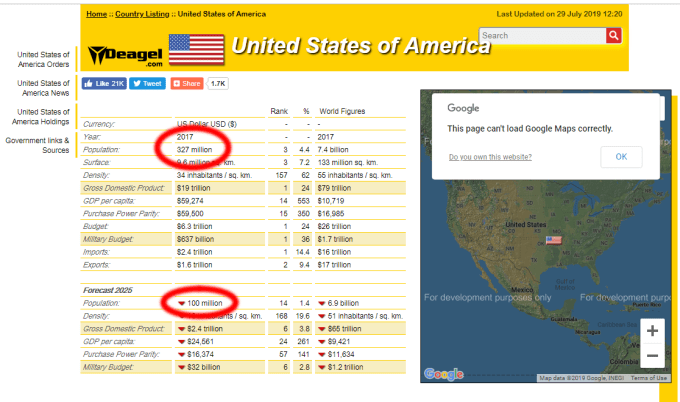 Home :: Country Listing :: United States of America
Last Updated on 29 July 2019 12:20
Deagel
.com
United States of America
Search
Like 21K
Tweet
Share
1.7K
United States of
America Orders
United States of
America News
United States of
America Holdings
Government links &
Sources
Rank % World Figures
Currency: US Dollar USD ($) - - -
Year: 2017 - - 2017
Population: 327 million 3 4.4 7.4 billion
Surface: 9.6 million sq. km. 3 7.2 133 million sq. km.
Density: 34 inhabitants / sq. km. 157 62 55 inhabitants / sq. km.
Gross Domestic Product: $19 trillion 1 24 $79 trillion
GDP per capita: $59,274 14 553 $10,719
Purchase Power Parity: $59,500 15 350 $16,985
Budget: $6.3 trillion 1 24 $26 trillion
Military Budget: $637 billion 1 36 $1.7 trillion
Imports: $2.4 trillion 1 14.4 $16 trillion
Exports: $1.6 trillion 2 9.4 $17 trillion
Forecast 2025
Population: 100 million 14 1.4 6.9 billion
Density: inhabitants / sq. km. 168 19.6 51 inhabitants / sq. km.
Gross Domestic Product: $2.4 trillion 6 3.8 $65 trillion
GDP per capita: $24,561 24 261 $9,421
Purchase Power Parity: $16,374 57 141 $11,634
Military Budget: $32 billion 6 2.8 $1.2 trillion
Google
This page can't load Google Maps correctly.
Do you own this website?
OK
United States
Mexico
Gulf of
Mexico
For development purposes only
For development purp
Puerto Rico
Guatemala
Nicaragua
Caribbean Sea
Colombia
+
−
Google
Map data ©2019 Google, INEGI
Terms of Use